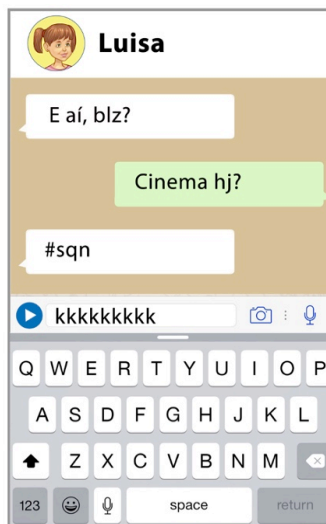 Luisa
E aí, blz?
Cinema hj?
#sqn
kkkkkkkkk
Q W E R T Y U I O P
A S D F G H J K L
Z X C V B N M
123 space return